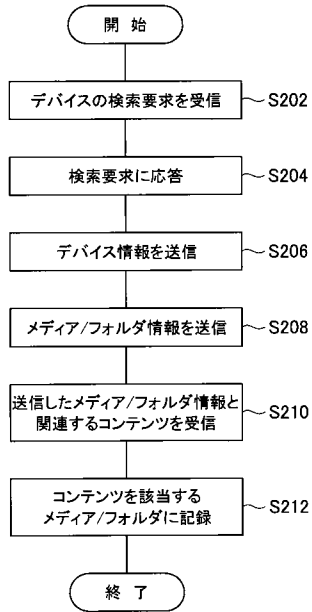 開 始
デバイスの検索要求を受信
S202
検索要求に応答
S204
デバイス情報を送信
S206
メディア/フォルダ情報を送信
S208
送信したメディア/フォルダ情報と
関連するコンテンツを受信
S210
コンテンツを該当する
メディア/フォルダに記録
S212
終 了